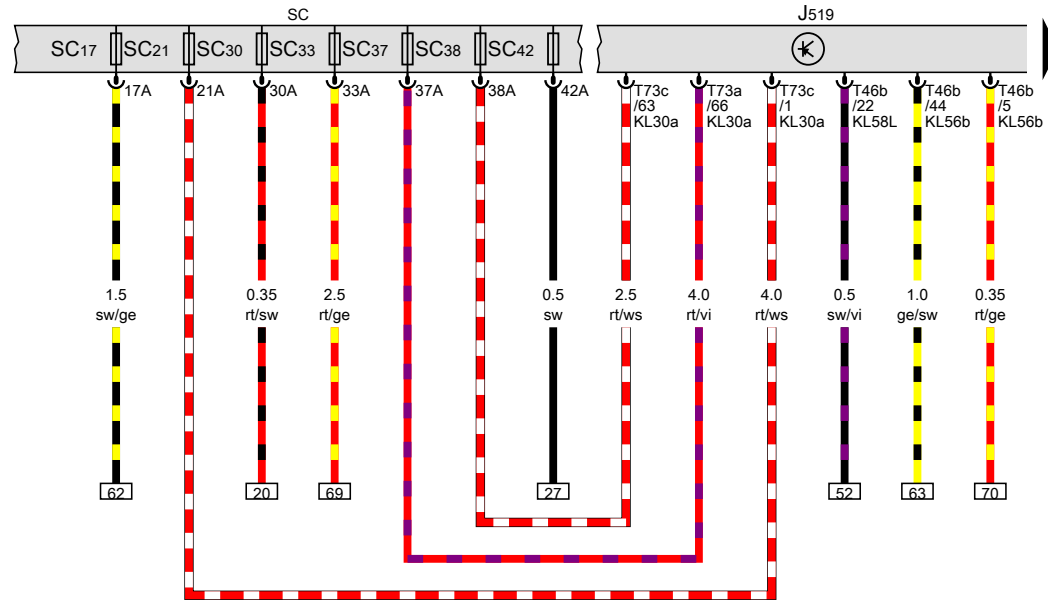 SC J519
SC17 SC21 SC30 SC33 SC37 SC38 SC42
17A 21A 30A 33A 37A 38A 42A T73c T73a T73c T46b T46b T46b
/63 /66 /1 /22 /44 /5
KL30a KL30a KL30a KL58L KL56b KL56b
1.5 0.35 2.5 0.5 2.5 4.0 4.0 0.5 1.0 0.35
sw/ge rt/sw rt/ge sw rt/ws rt/vi rt/ws sw/vi ge/sw rt/ge
62 20 69 27 52 63 70